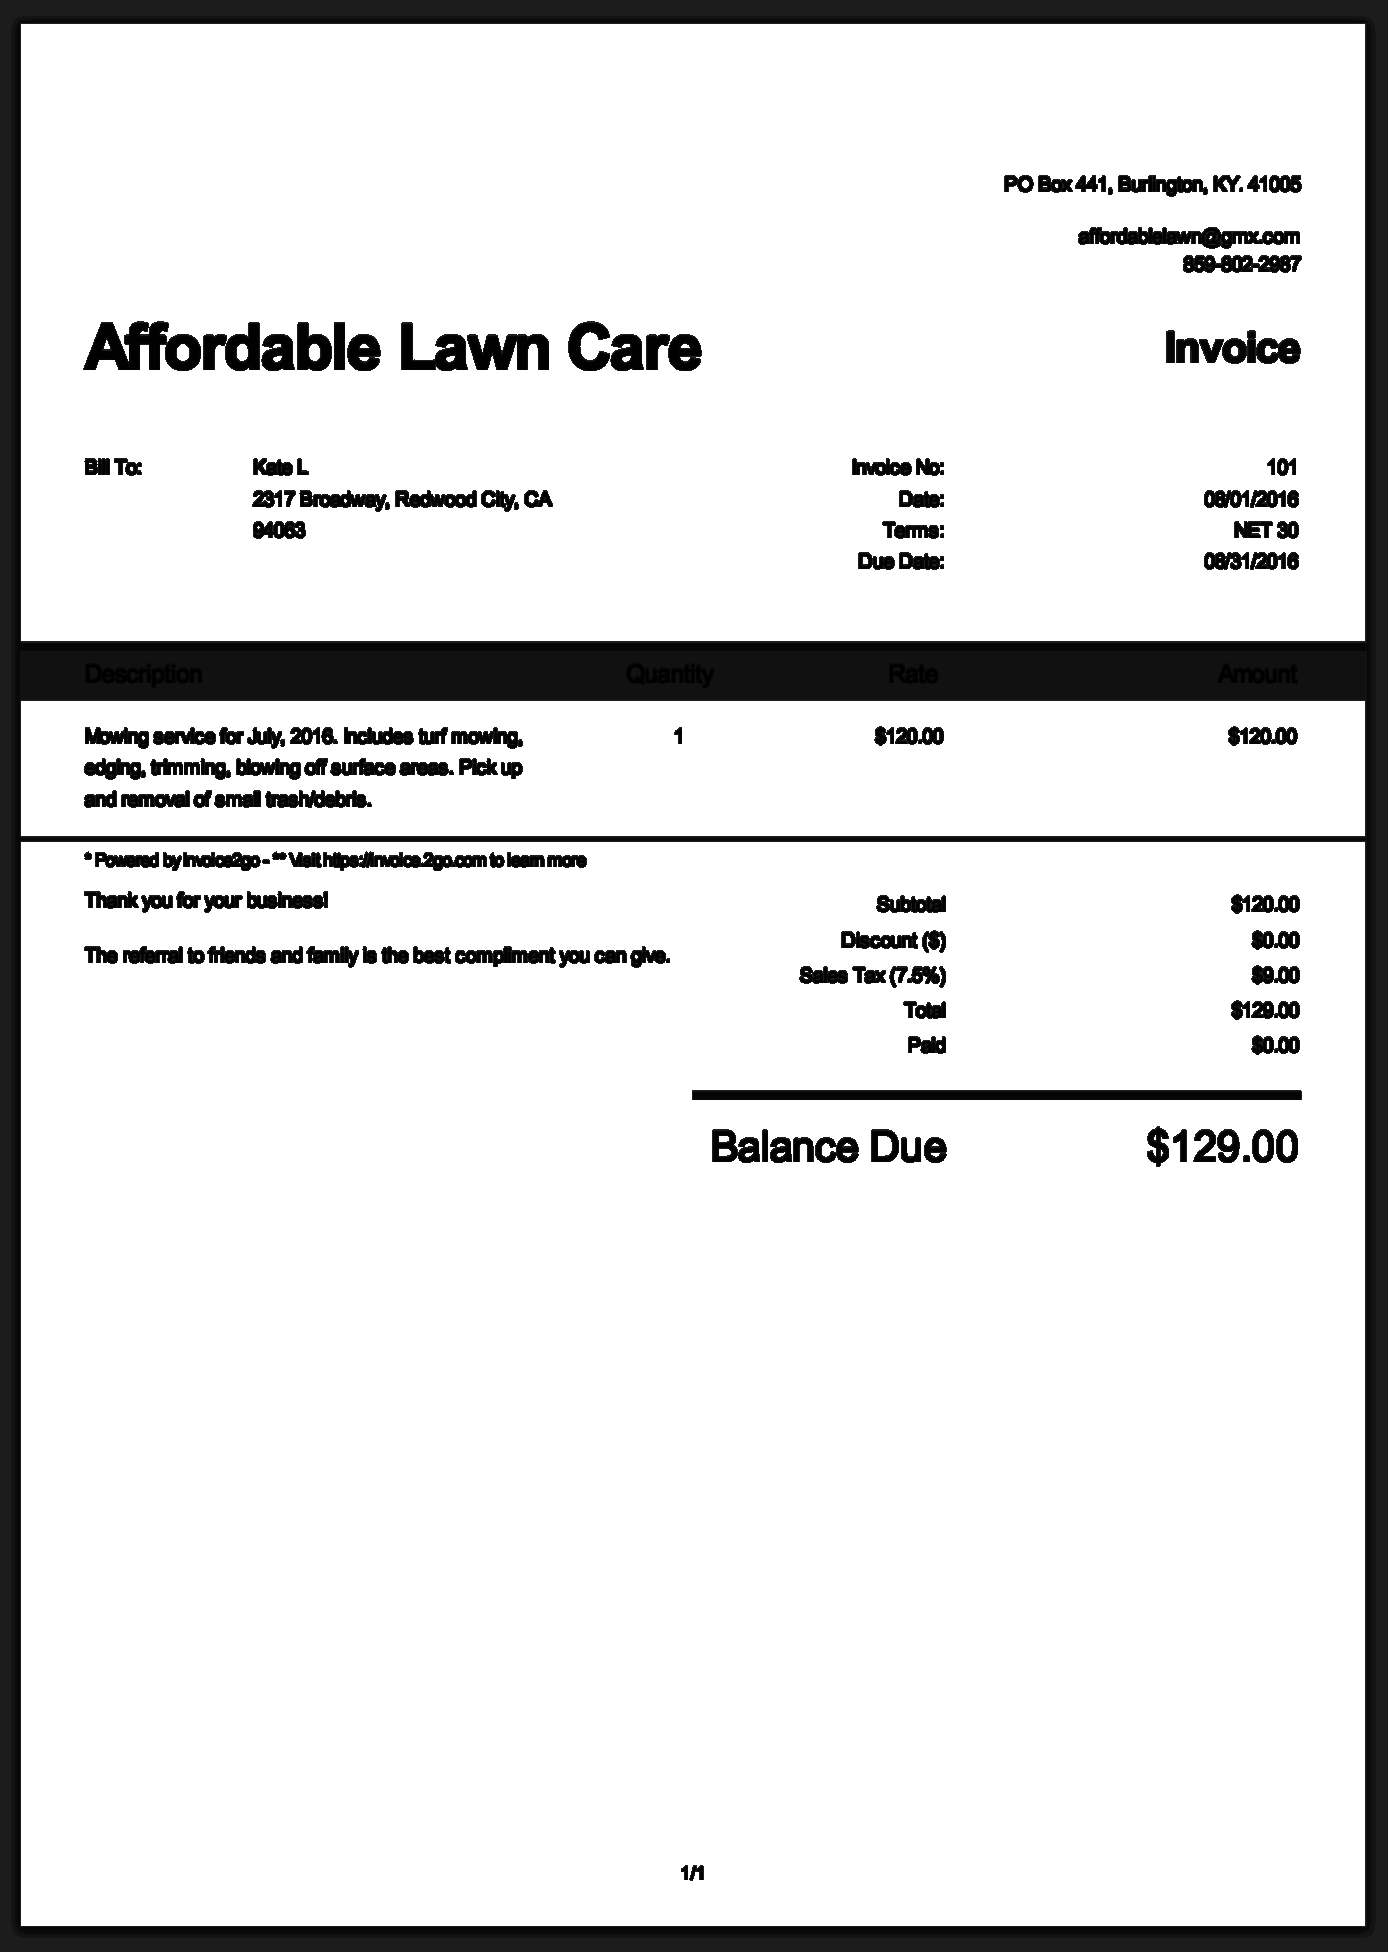 PO Box 441, Burlington, KY. 41005
affordablelawn@gmx.com
859-802-2987
Affordable Lawn Care
Invoice
Bill To:
Kate L
2317 Broadway, Redwood City, CA
94063
Invoice No: 101
Date: 08/01/2016
Terms: NET 30
Due Date: 08/31/2016
Description Quantity Rate Amount
Mowing service for July, 2016. Includes turf mowing, 1 $120.00 $120.00
edging, trimming, blowing off surface areas. Pick up
and removal of small trash/debris.
* Powered by Invoice2go - ** Visit https://invoice.2go.com to learn more
Thank you for your business!
The referral to friends and family is the best compliment you can give.
Subtotal $120.00
Discount ($) $0.00
Sales Tax (7.5%) $9.00
Total $129.00
Paid $0.00
Balance Due $129.00
1/1